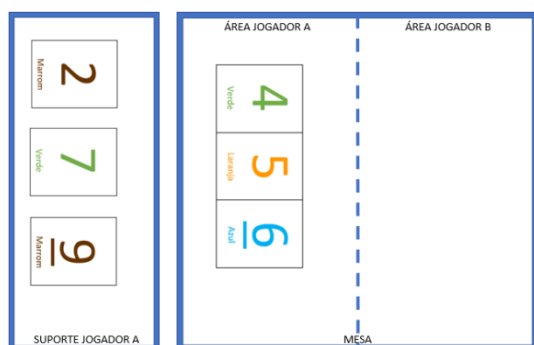 ÁREA JOGADOR A
ÁREA JOGADOR B
2
Marrom
7
Verde
9
Marrom
4
Verde
5
Laranja
6
Azul
SUPORTE JOGADOR A
MESA